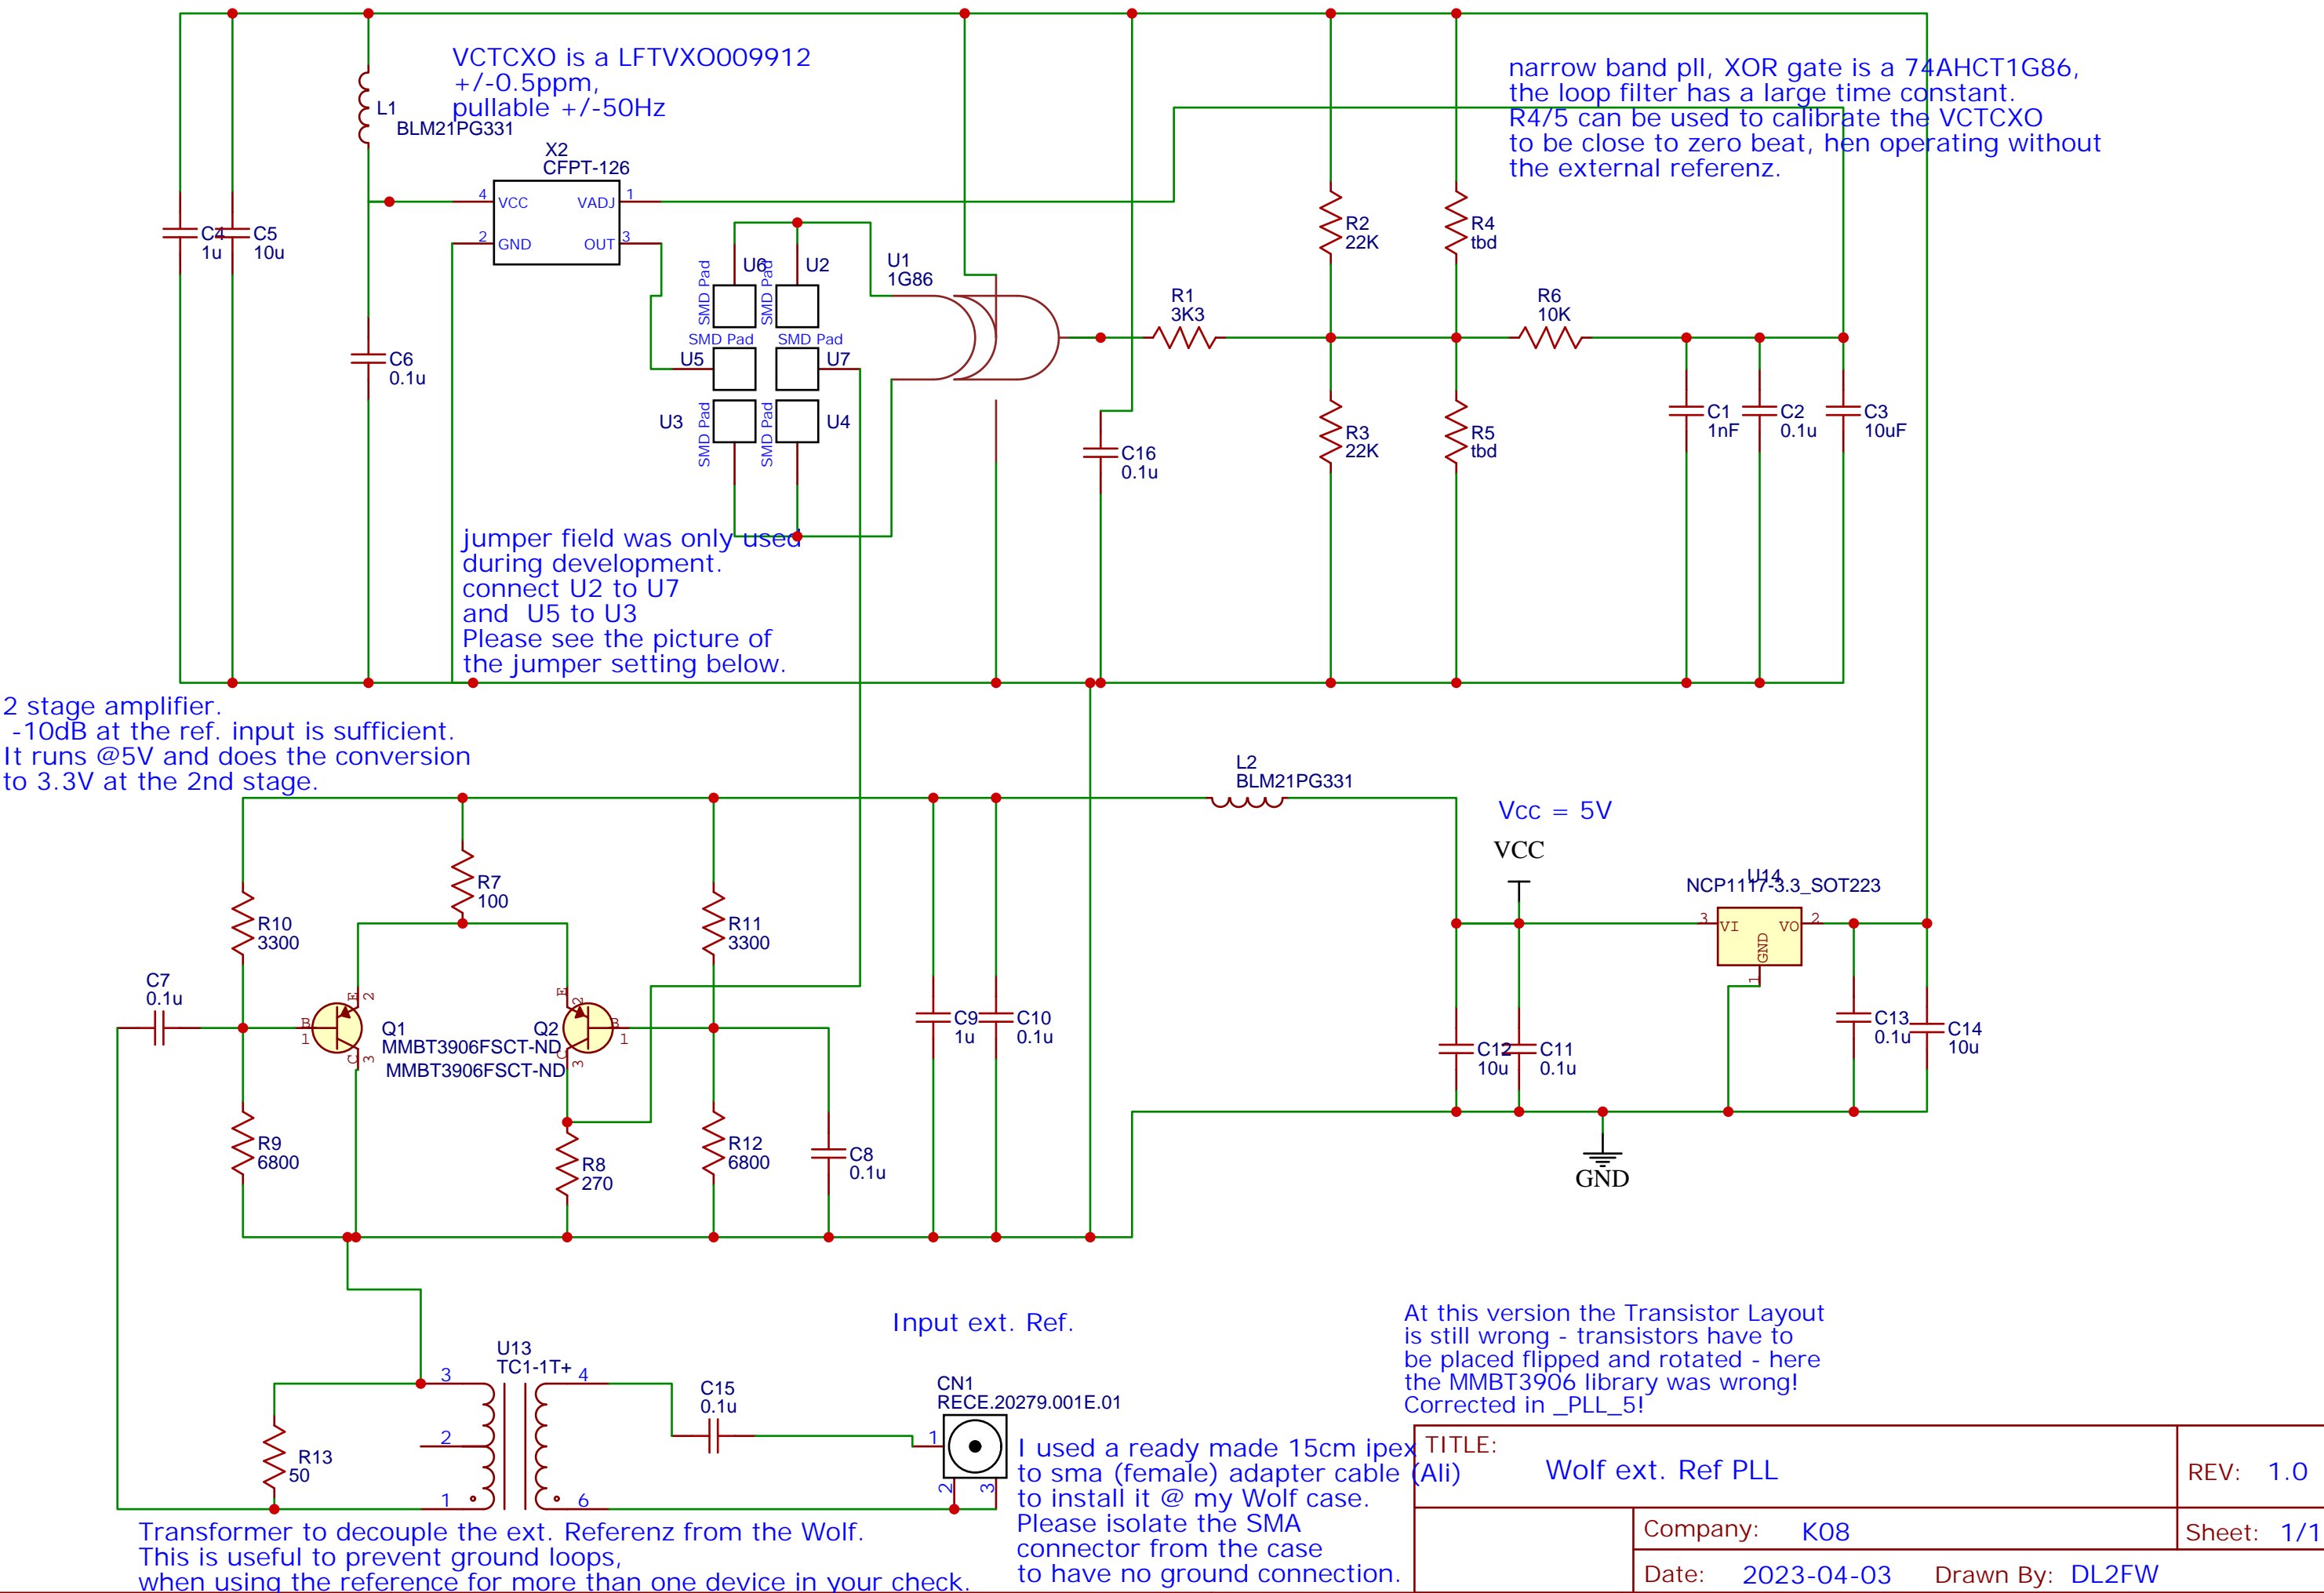 VCTCXO is a LFTVXO009912
+/-0.5ppm,
pullable +/-50Hz
narrow band pll, XOR gate is a 74AHCT1G86,
the loop filter has a large time constant.
R4/5 can be used to calibrate the VCTCXO
to be close to zero beat, hen operating without
the external referenz.
L1
BLM21PG331
X2
CFPT-126
4
VCC
VADJ
1
2
GND
OUT
3
C4
1u
C5
10u
C6
0.1u
U6
SMD Pad
U2
SMD Pad
SMD Pad
U5
SMD Pad
U7
U3
SMD Pad
SMD Pad
U4
U1
1G86
R1
3K3
R2
22K
R4
tbd
R6
10K
R3
22K
R5
tbd
C16
0.1u
C1
1nF
C2
0.1u
C3
10uF
jumper field was only used
during development.
connect U2 to U7
and U5 to U3
Please see the picture of
the jumper setting below.
2 stage amplifier.
-10dB at the ref. input is sufficient.
It runs @5V and does the conversion
to 3.3V at the 2nd stage.
L2
BLM21PG331
Vcc = 5V
VCC
U14
NCP1117-3.3_SOT223
3
VI
VO
2
GND
1
R7
100
R10
3300
R11
3300
C7
0.1u
B
1
E
2
C
3
Q1
MMBT3906FSCT-ND
Q2
MMBT3906FSCT-ND
E
2
B
1
C
3
C9
1u
C10
0.1u
C12
10u
C11
0.1u
C13
0.1u
C14
10u
R9
6800
R8
270
R12
6800
C8
0.1u
GND
Input ext. Ref.
At this version the Transistor Layout
is still wrong - transistors have to
be placed flipped and rotated - here
the MMBT3906 library was wrong!
Corrected in _PLL_5!
U13
TC1-1T+
3
4
2
1
6
R13
50
C15
0.1u
CN1
RECE.20279.001E.01
1
2
3
I used a ready made 15cm ipex
to sma (female) adapter cable (Ali)
to install it @ my Wolf case.
Please isolate the SMA
connector from the case
to have no ground connection.
Transformer to decouple the ext. Referenz from the Wolf.
This is useful to prevent ground loops,
when using the reference for more than one device in your check.
TITLE:
Wolf ext. Ref PLL
REV: 1.0
Company: K08
Sheet: 1/1
Date: 2023-04-03
Drawn By: DL2FW